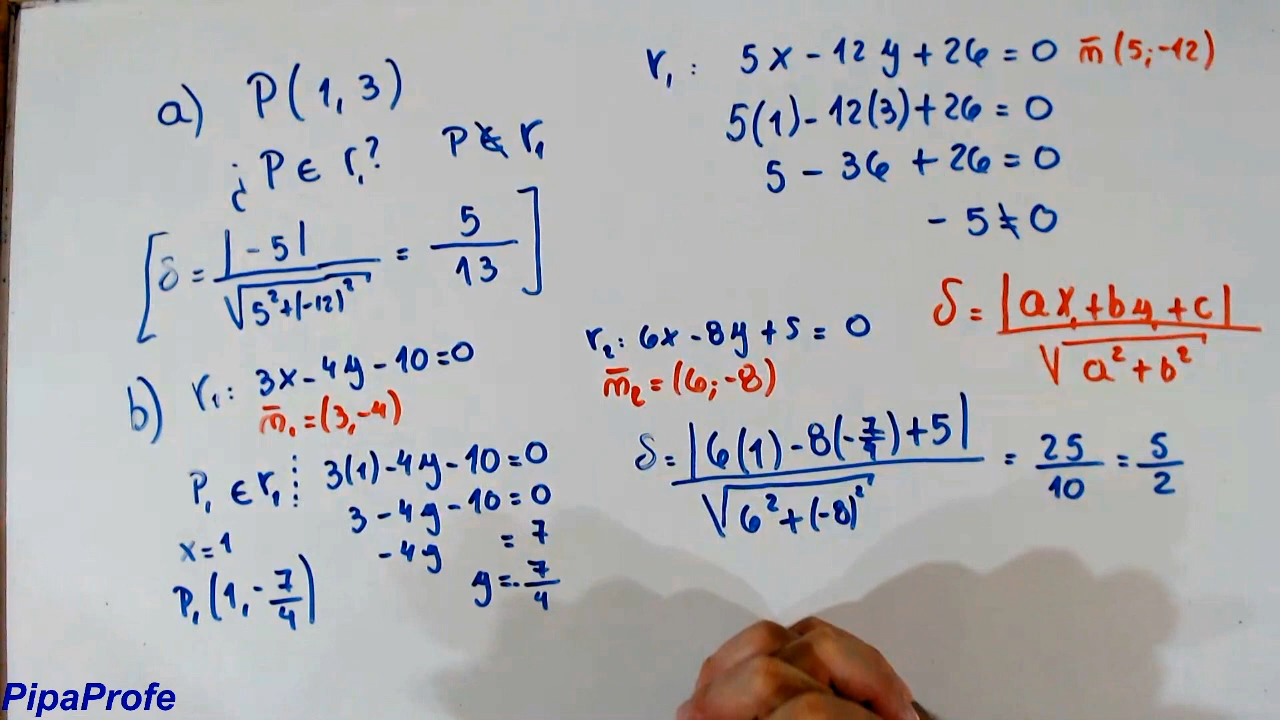 a) P(1,3)
¿P ∈ r₁? P ∉ r₁
[δ = |-5| / √(5²+(-12)²) = 5/13]
r₁: 5x - 12y + 26 = 0 n̄(5;-12)
5(1) - 12(3) + 26 = 0
5 - 36 + 26 = 0
- 5 ≠ 0
δ = |ax₁ + by₁ + c| / √(a² + b²)
b) r₁: 3x - 4y - 10 = 0
n̄₁ = (3,-4)
P₁ ∈ r₁ ⋮ 3(1) - 4y - 10 = 0
3 - 4y - 10 = 0
x = 1
-4y = 7
y = -7/4
P₁(1, -7/4)
r₂: 6x - 8y + 5 = 0
n̄₂ = (6;-8)
δ = |6(1) - 8(-7/4) + 5| / √(6² + (-8)²) = 25/10 = 5/2
PipaProfe